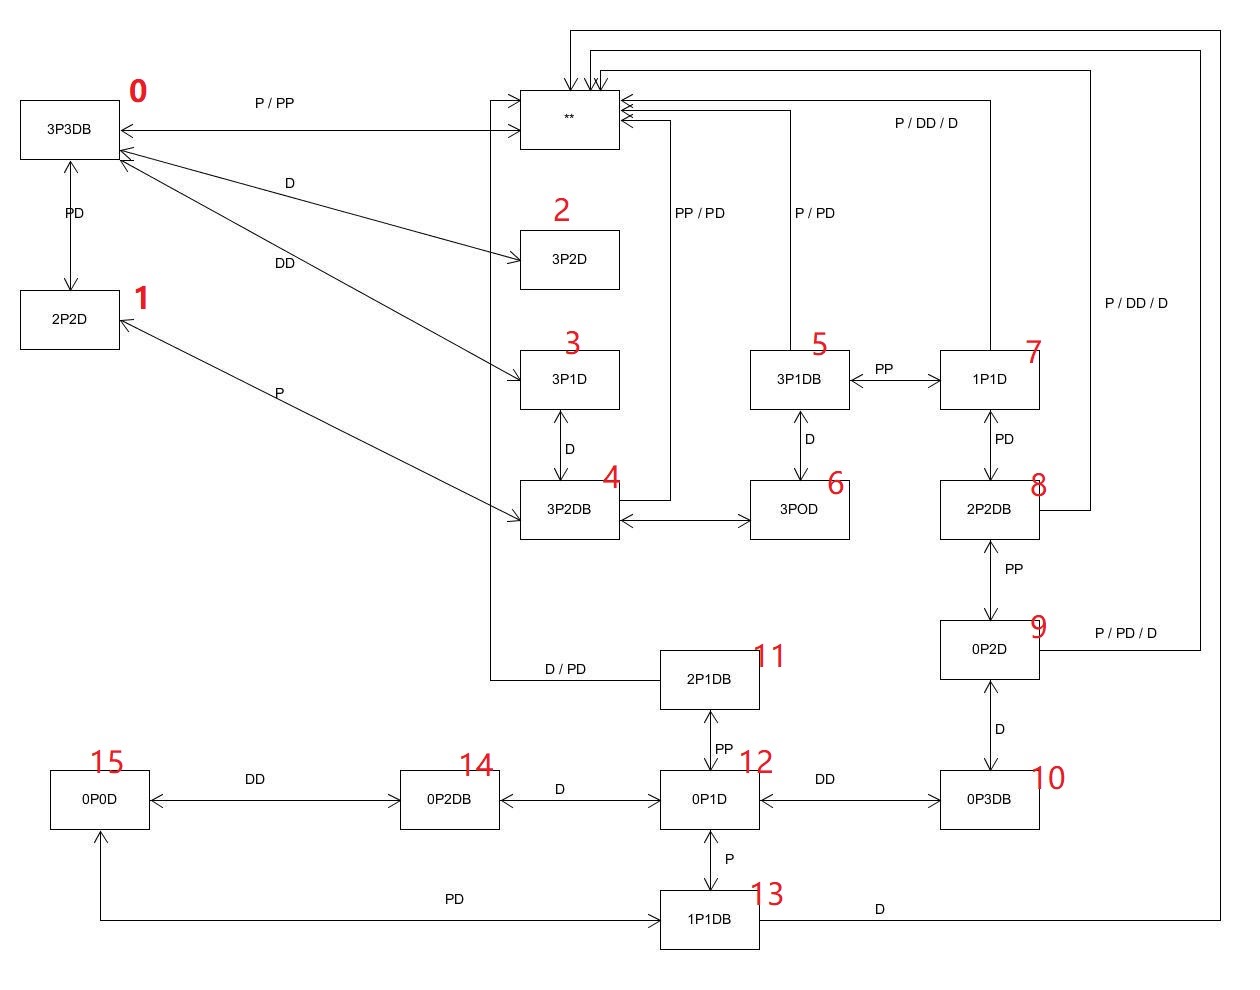 0
3P3DB
P / PP
**
P / DD / D
D
2
PD
PP / PD
P / PD
3P2D
DD
1
2P2D
P / DD / D
3
5
7
3P1D
3P1DB
PP
1P1D
P
D
D
PD
4
6
8
3P2DB
3POD
2P2DB
PP
9
0P2D
P / PD / D
11
D / PD
2P1DB
D
PP
15
14
12
10
DD
D
DD
0P0D
0P2DB
0P1D
0P3DB
P
13
PD
1P1DB
D